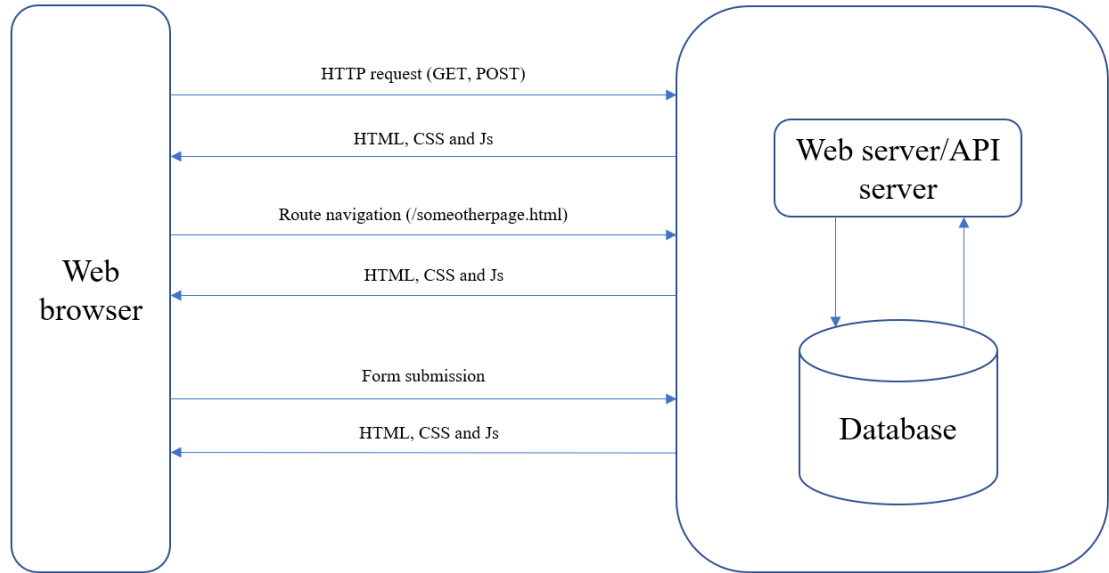 HTTP request (GET, POST)
HTML, CSS and Js
Route navigation (/someotherpage.html)
HTML, CSS and Js
Form submission
HTML, CSS and Js
Web
browser
Web server/API
server
Database